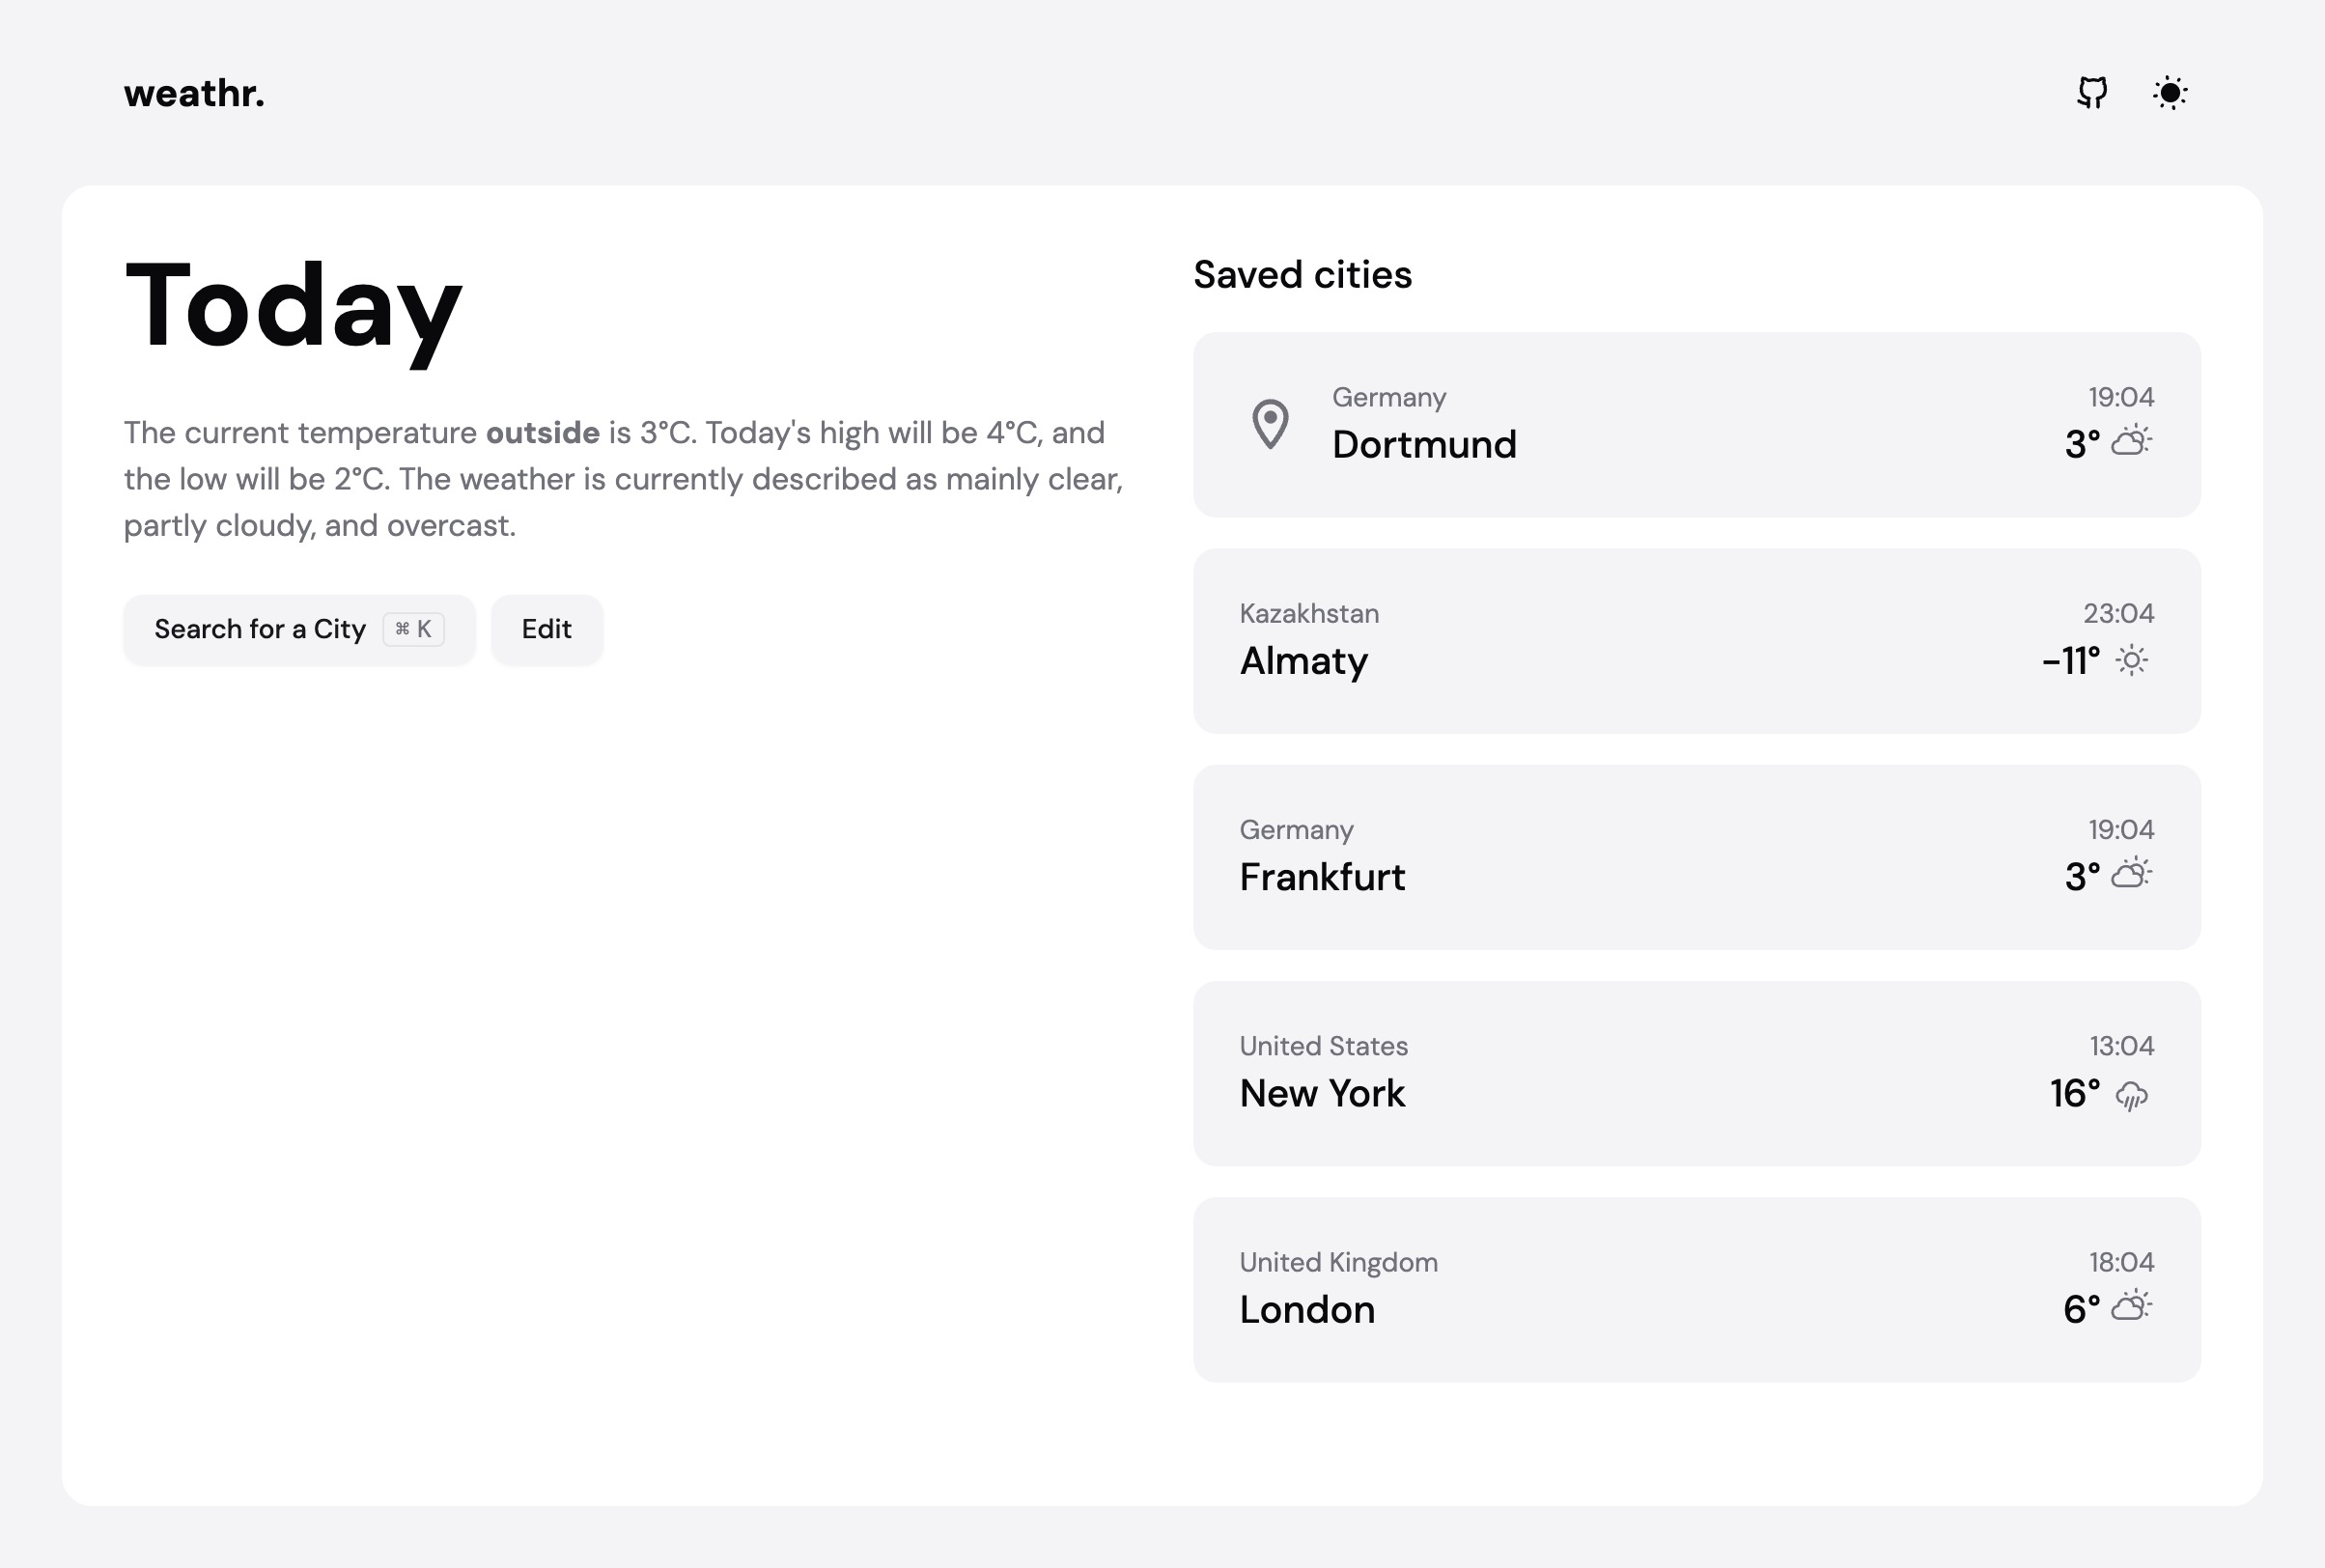 weathr.
Today
The current temperature outside is 3°C. Today's high will be 4°C, and
the low will be 2°C. The weather is currently described as mainly clear,
partly cloudy, and overcast.
Search for a City ⌘ K
Edit
Saved cities
Germany
19:04
Dortmund
3°
Kazakhstan
23:04
Almaty
-11°
Germany
19:04
Frankfurt
3°
United States
13:04
New York
16°
United Kingdom
18:04
London
6°